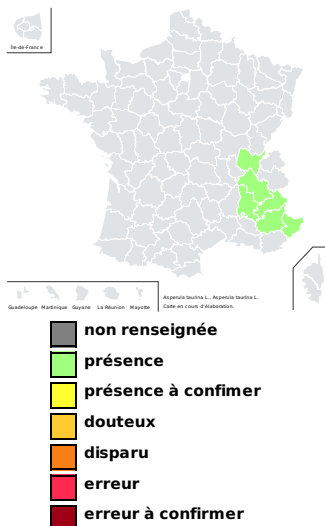 Île-de-France
Guadeloupe Martinique Guyane La Réunion Mayotte
Asperula taurina L., Asperula taurina L.
Carte en cours d'élaboration.
non renseignée
présence
présence à confimer
douteux
disparu
erreur
erreur à confirmer